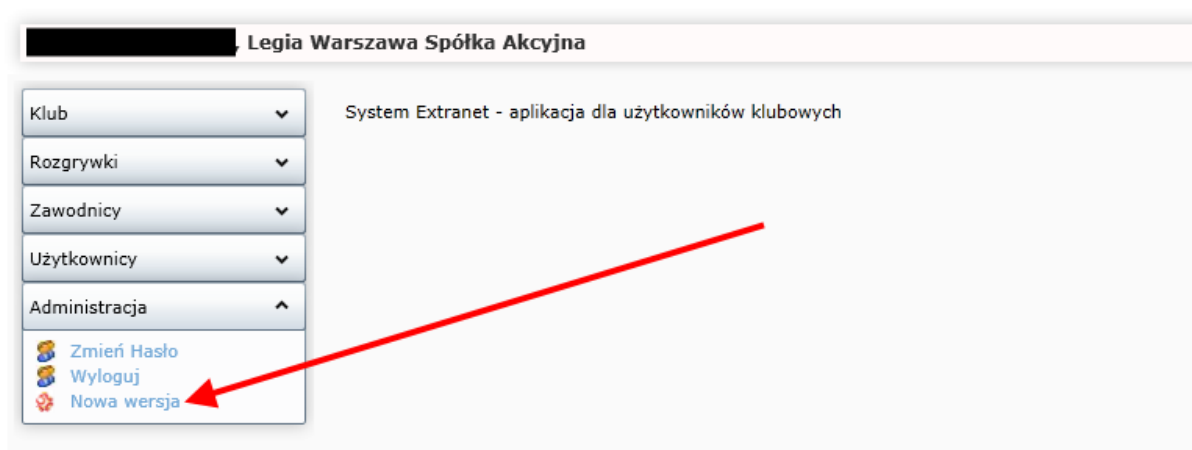 , Legia Warszawa Spółka Akcyjna
Klub
System Extranet - aplikacja dla użytkowników klubowych
Rozgrywki
Zawodnicy
Użytkownicy
Administracja
Zmień Hasło
Wyloguj
Nowa wersja